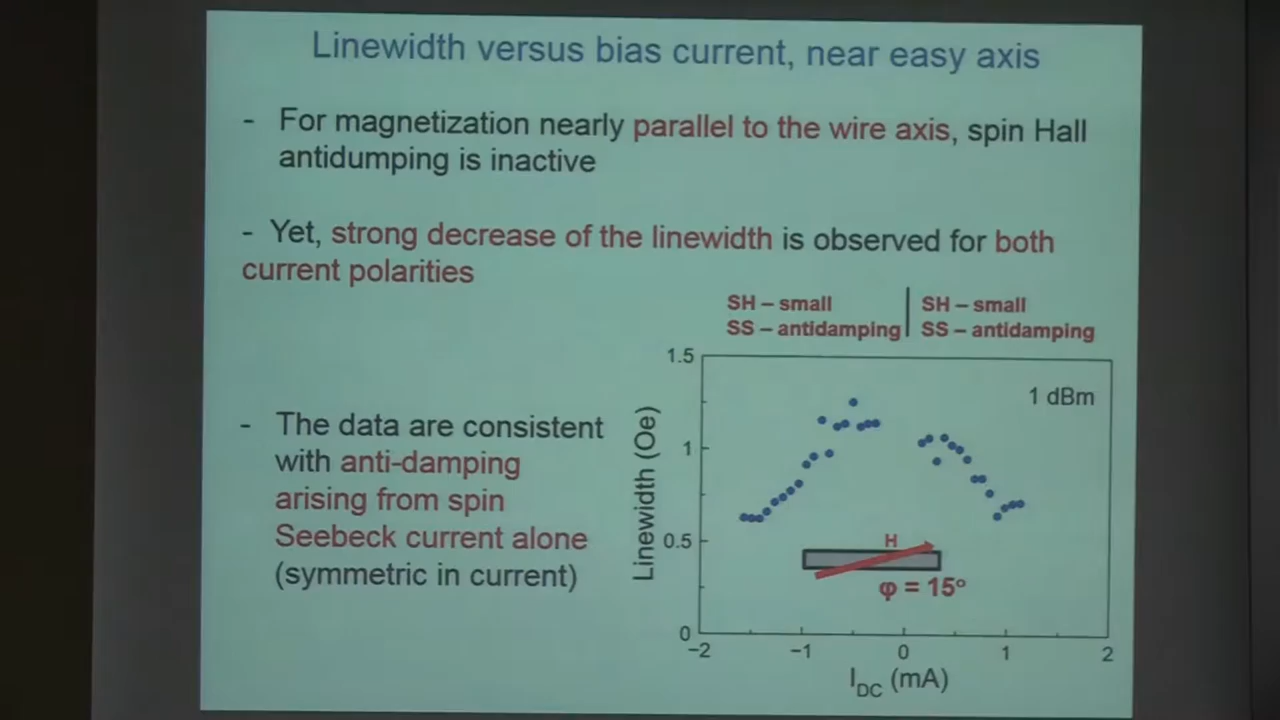 Linewidth versus bias current, near easy axis
- For magnetization nearly parallel to the wire axis, spin Hall
antidumping is inactive
- Yet, strong decrease of the linewidth is observed for both
current polarities
SH – small | SH – small
SS – antidamping | SS – antidamping
- The data are consistent
with anti-damping
arising from spin
Seebeck current alone
(symmetric in current)
Linewidth (Oe)
1.5
1
0.5
0
1 dBm
H
φ = 15°
−2 −1 0 1 2
I_DC (mA)